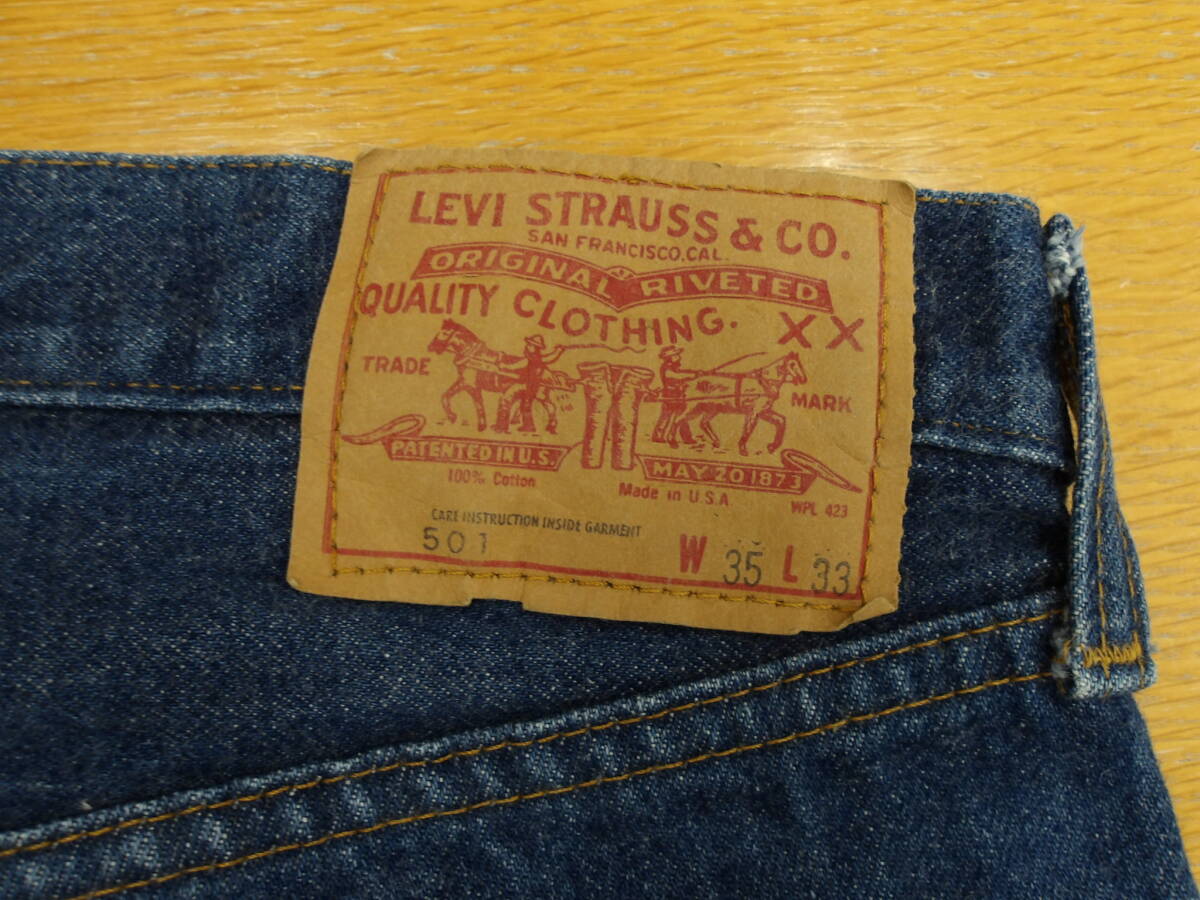 LEVI STRAUSS & CO.
SAN FRANCISCO, CAL.
ORIGINAL RIVETED
QUALITY CLOTHING. XX
TRADE MARK
PATENTED IN U.S. MAY 20 1873
100% Cotton Made in U.S.A WPL 423
CARE INSTRUCTION INSIDE GARMENT
501 W 35 L 33